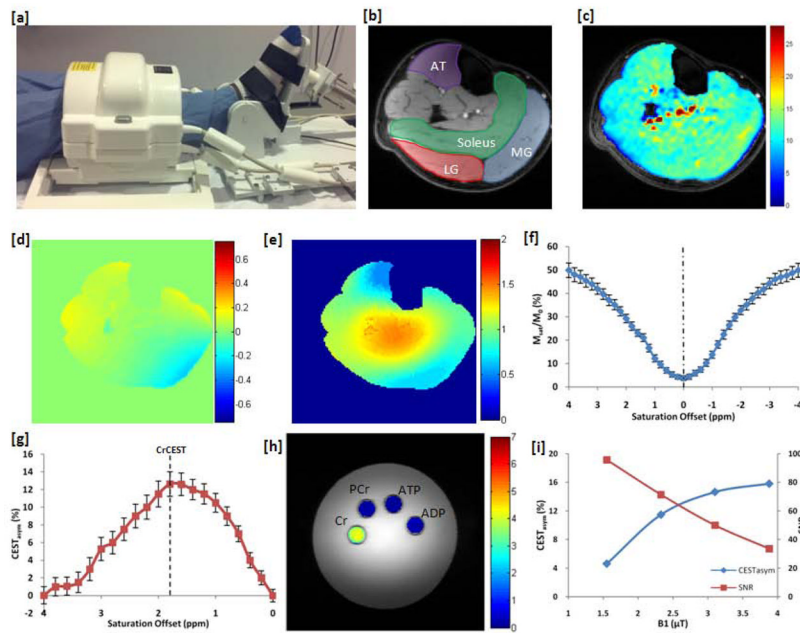 [a]
[b]
AT
Soleus
MG
LG
[c]
25
20
15
10
5
0
[d]
0.6
0.4
0.2
0
-0.2
-0.4
-0.6
[e]
2
1.5
1
0.5
0
[f]
60
50
40
30
20
10
0
Msat/M0 (%)
4 2 0 -2 -4
Saturation Offset (ppm)
[g]
CrCEST
16
14
12
10
8
6
4
2
0
-2
CESTasym (%)
4 3 2 1 0
Saturation Offset (ppm)
[h]
PCr
ATP
Cr
ADP
7
6
5
4
3
2
1
0
[i]
20
16
12
8
4
0
CESTasym (%)
100
80
60
40
20
0
SNR
CESTasym
SNR
1 1.5 2 2.5 3 3.5 4
B1 (μT)